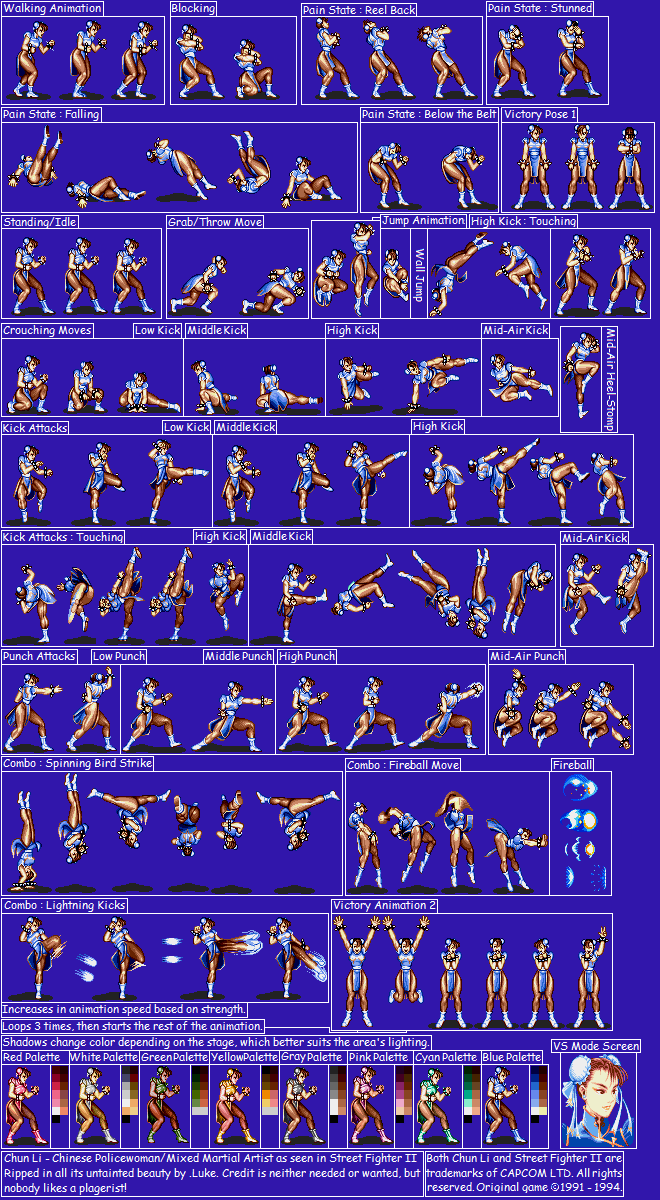 Walking Animation
Blocking
Pain State : Reel Back
Pain State : Stunned
Pain State : Falling
Pain State : Below the Belt
Victory Pose 1
Standing/Idle
Grab/Throw Move
Jump Animation
High Kick : Touching
Wall Jump
Crouching Moves
Low Kick
Middle Kick
High Kick
Mid-Air Kick
Mid-Air Heel-Stomp
Kick Attacks
Low Kick
Middle Kick
High Kick
Kick Attacks : Touching
High Kick
Middle Kick
Mid-Air Kick
Punch Attacks
Low Punch
Middle Punch
High Punch
Mid-Air Punch
Combo : Spinning Bird Strike
Combo : Fireball Move
Fireball
Combo : Lightning Kicks
Victory Animation 2
Increases in animation speed based on strength.
Loops 3 times, then starts the rest of the animation.
Shadows change color depending on the stage, which better suits the area's lighting.
VS Mode Screen
Red Palette
White Palette
Green Palette
Yellow Palette
Gray Palette
Pink Palette
Cyan Palette
Blue Palette
Chun Li - Chinese Policewoman/Mixed Martial Artist as seen in Street Fighter II
Ripped in all its untainted beauty by .Luke. Credit is neither needed or wanted, but
nobody likes a plagerist!
Both Chun Li and Street Fighter II are
trademarks of CAPCOM LTD. All rights
reserved. Original game ©1991 - 1994.